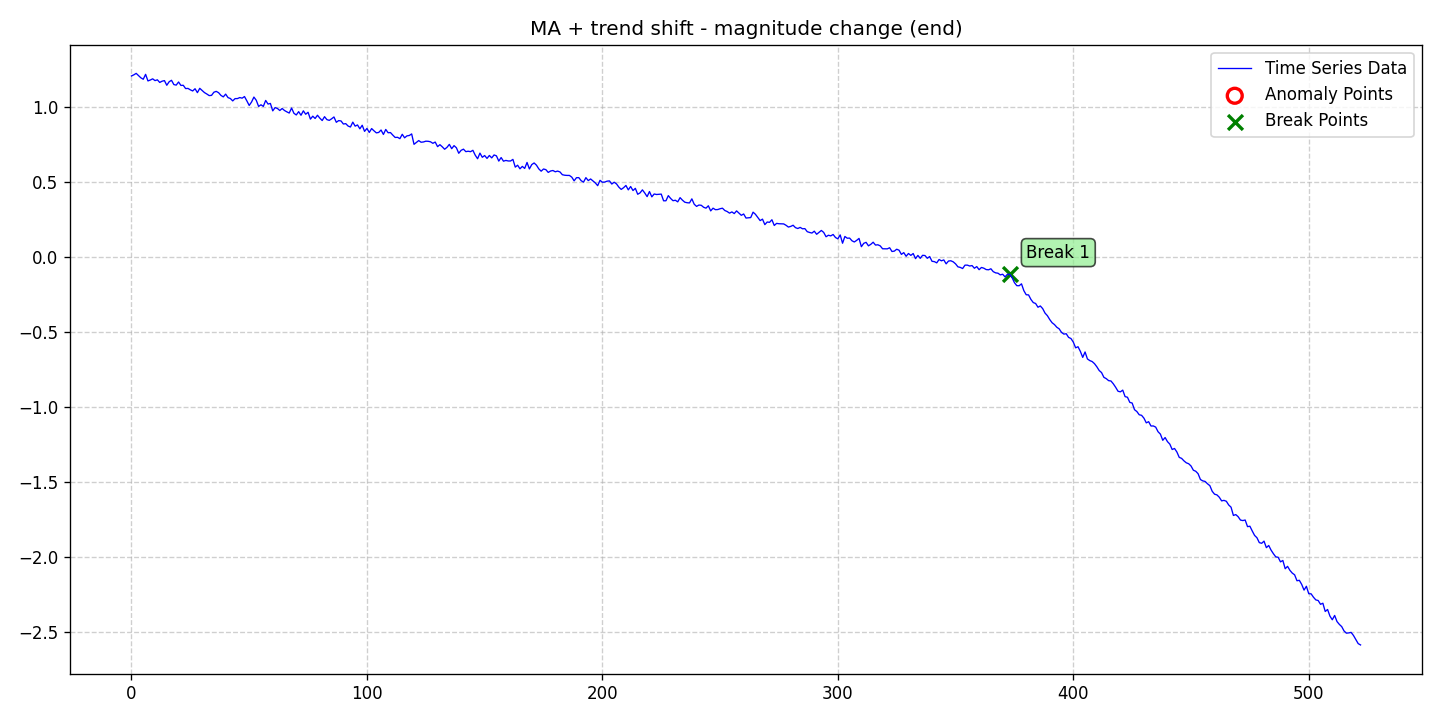 MA + trend shift - magnitude change (end)
Time Series Data
Anomaly Points
Break Points
1.0
0.5
0.0
−0.5
−1.0
−1.5
−2.0
−2.5
Break 1
0 100 200 300 400 500